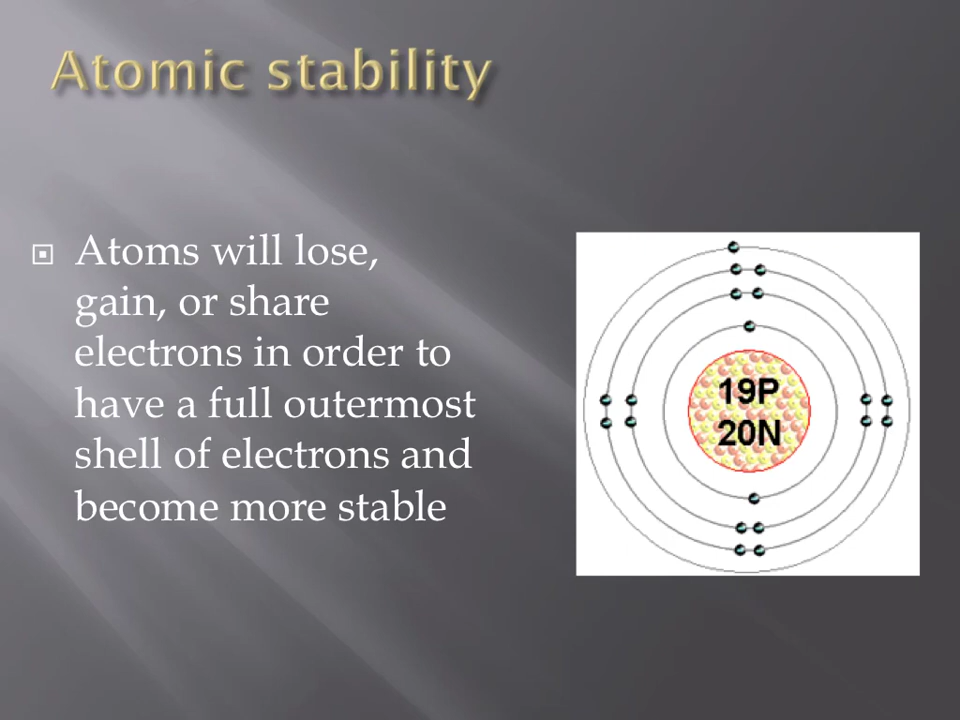 Atomic stability
Atoms will lose,
gain, or share
electrons in order to
have a full outermost
shell of electrons and
become more stable
19P
20N